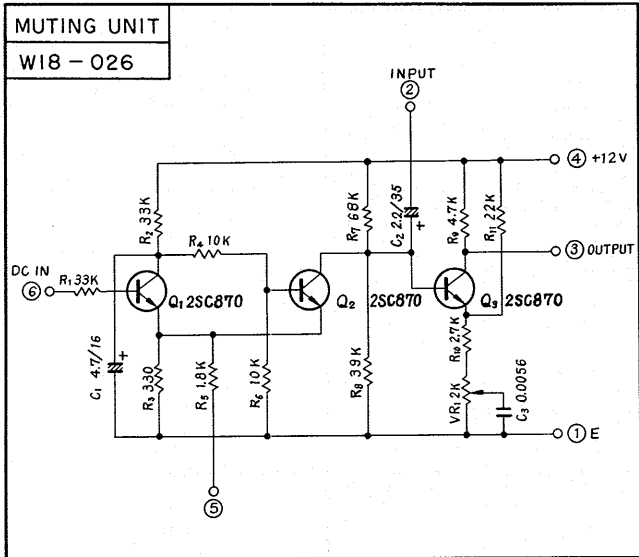 MUTING UNIT
W18-026
INPUT
②
④ +12V
R2 33K
R4 10K
R7 68K
C2 2.2/35
+
R9 4.7K
R11 22K
③ OUTPUT
DC IN
⑥
R1 33K
Q1 2SC870
Q2 2SC870
Q3 2SC870
C1 4.7/16
+
R3 330
R5 1.8K
R6 10K
R8 39K
R10 2.7K
VR1 2K
C3 0.0056
① E
⑤